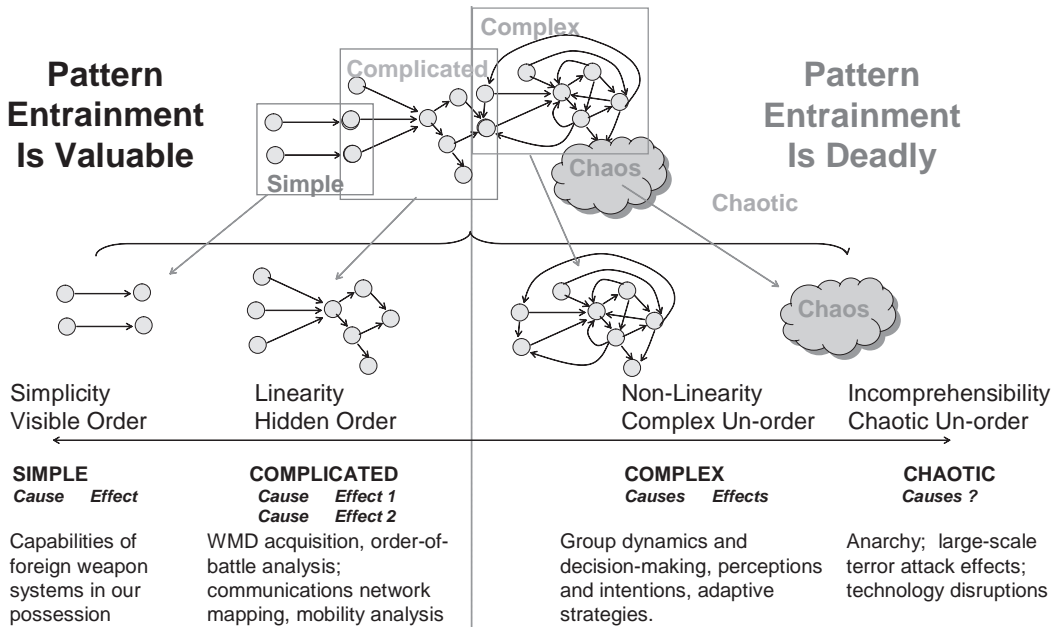 Complex
Pattern
Entrainment
Is Valuable
Complicated
Pattern
Entrainment
Is Deadly
Simple
Chaos
Chaotic
Chaos
Simplicity
Visible Order
Linearity
Hidden Order
Non-Linearity
Complex Un-order
Incomprehensibility
Chaotic Un-order
SIMPLE
Cause Effect
COMPLICATED
Cause Effect 1
Cause Effect 2
COMPLEX
Causes Effects
CHAOTIC
Causes ?
Capabilities of
foreign weapon
systems in our
possession
WMD acquisition, order-of-
battle analysis;
communications network
mapping, mobility analysis
Group dynamics and
decision-making, perceptions
and intentions, adaptive
strategies.
Anarchy; large-scale
terror attack effects;
technology disruptions